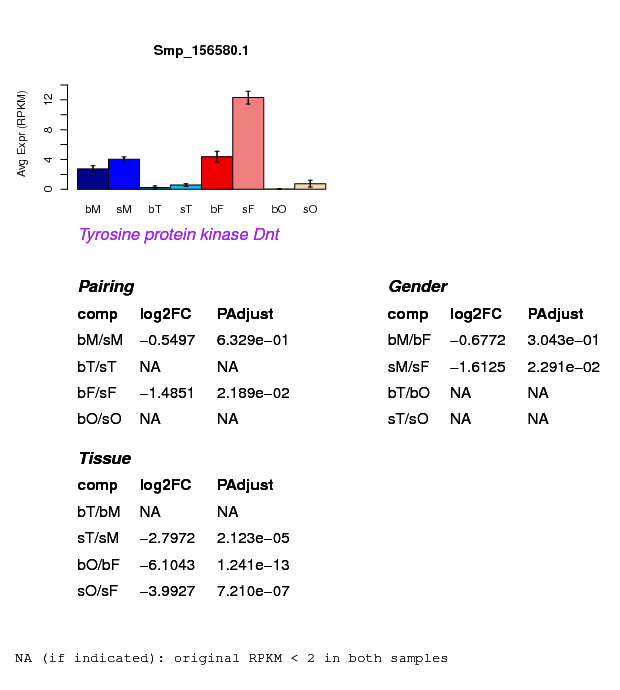 Smp_156580.1
Avg Expr (RPKM)
12
8
4
0
bM sM bT sT bF sF bO sO
Tyrosine protein kinase Dnt
Pairing Gender
comp log2FC PAdjust comp log2FC PAdjust
bM/sM −0.5497 6.329e−01 bM/bF −0.6772 3.043e−01
bT/sT NA NA sM/sF −1.6125 2.291e−02
bF/sF −1.4851 2.189e−02 bT/bO NA NA
bO/sO NA NA sT/sO NA NA
Tissue
comp log2FC PAdjust
bT/bM NA NA
sT/sM −2.7972 2.123e−05
bO/bF −6.1043 1.241e−13
sO/sF −3.9927 7.210e−07
NA (if indicated): original RPKM < 2 in both samples